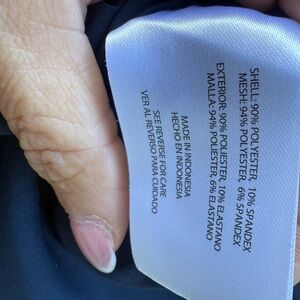 SHELL: 90% POLYESTER, 10% SPANDEX
MESH: 94% POLYESTER, 6% SPANDEX
EXTERIOR: 90% POLIESTER, 10% ELASTANO
MALLA: 94% POLIESTER, 6% ELASTANO
MADE IN INDONESIA
HECHO EN INDONESIA
SEE REVERSE FOR CARE
VER AL REVERSO PARA CUIDADO